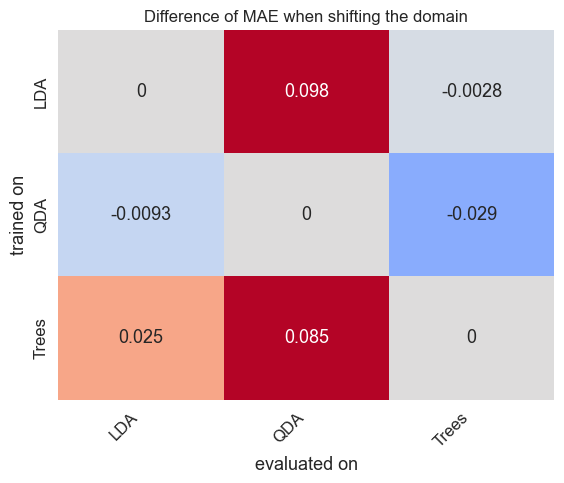 Difference of MAE when shifting the domain
trained on
LDA
0
0.098
-0.0028
QDA
-0.0093
0
-0.029
Trees
0.025
0.085
0
LDA
QDA
Trees
evaluated on